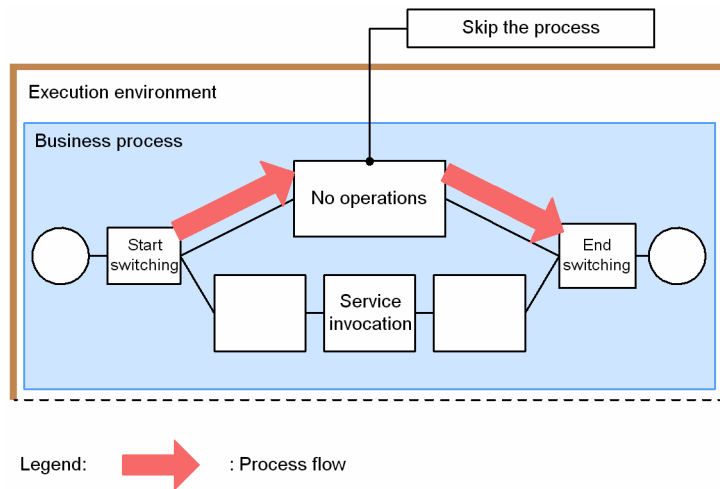 Skip the process
Execution environment
Business process
No operations
Start
switching
End
switching
Service
invocation
Legend:
: Process flow